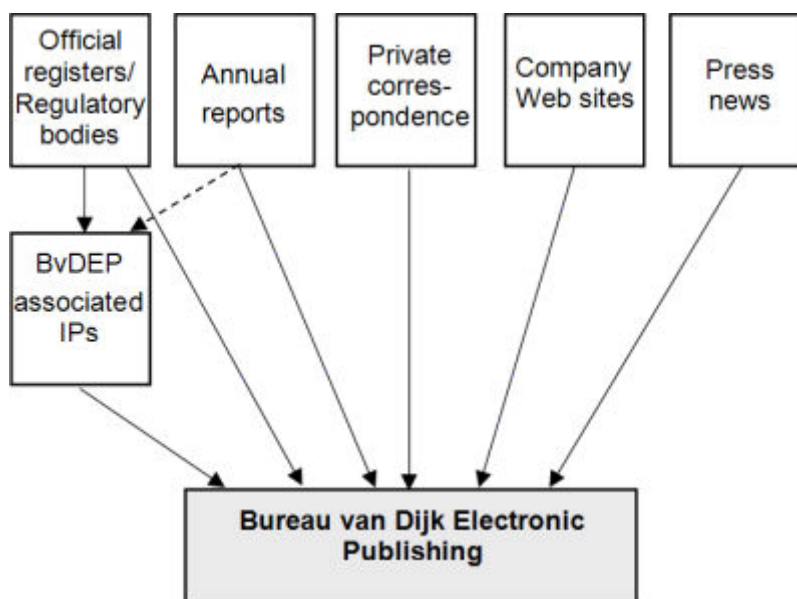 Official
registers/
Regulatory
bodies
Annual
reports
Private
corres-
pondence
Company
Web sites
Press
news
BvDEP
associated
IPs
Bureau van Dijk Electronic
Publishing